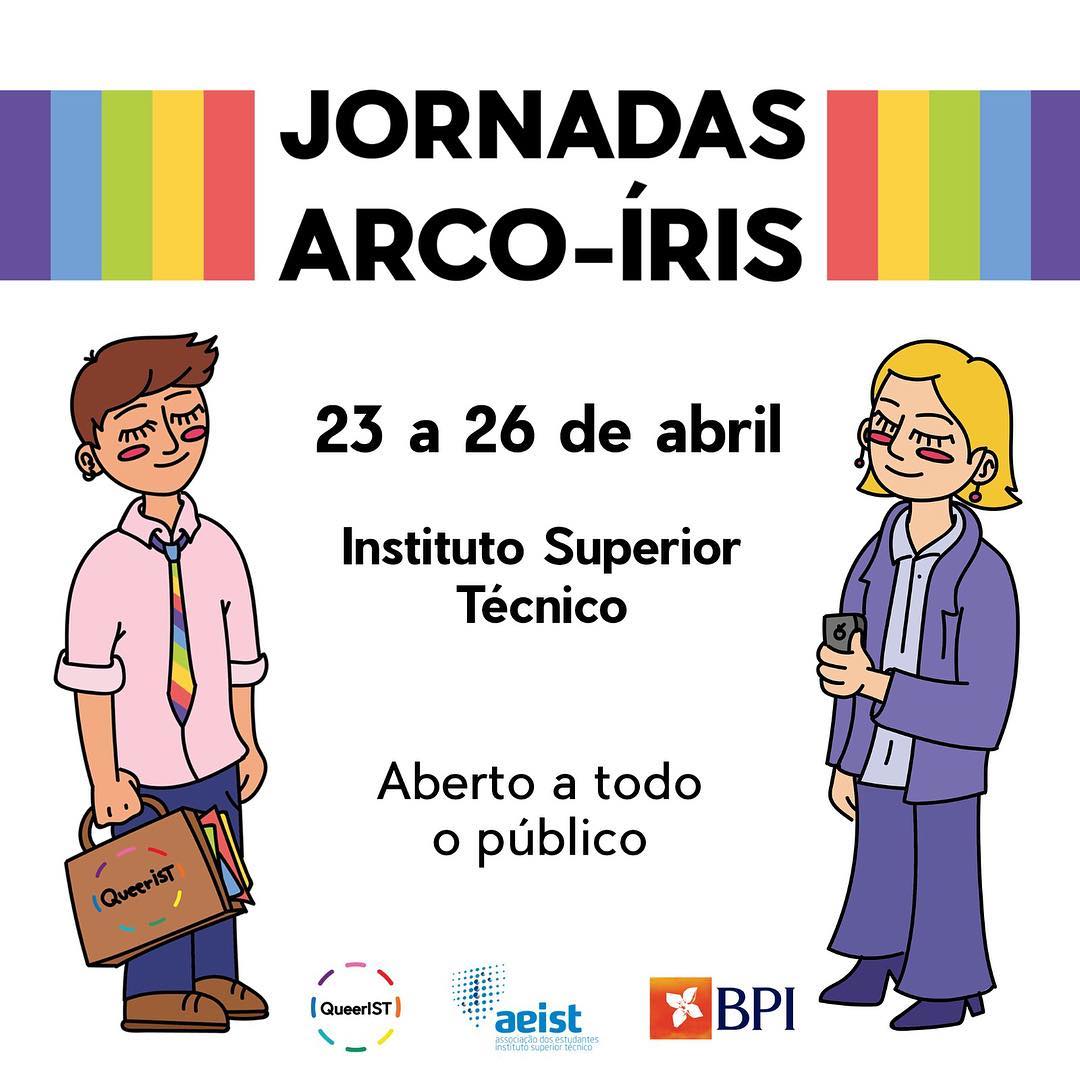 JORNADAS
ARCO-ÍRIS
23 a 26 de abril
Instituto Superior
Técnico
Aberto a todo
o público
QueerIST
QueerIST
aeist
associação dos estudantes
instituto superior técnico
BPI